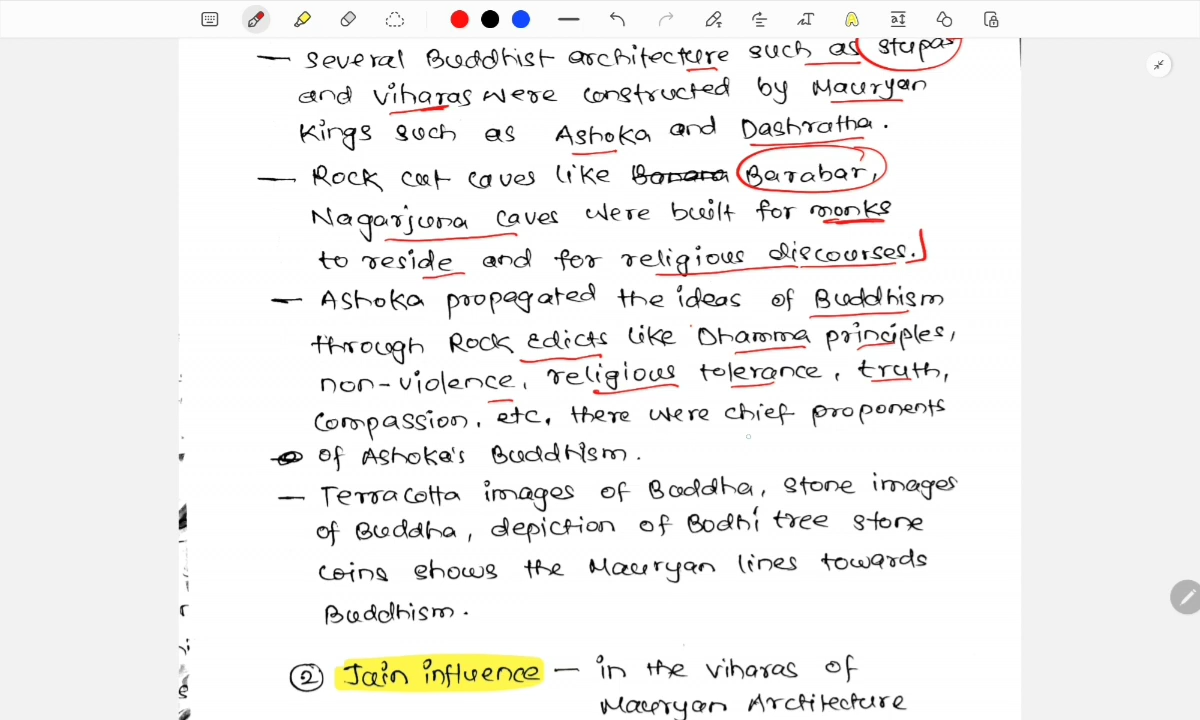 — Several Buddhist architecture such as stupas
and viharas were constructed by Mauryan
Kings such as Ashoka and Dashratha.
— Rock cut caves like Barabar,
Nagarjuna caves were built for monks
to reside and for religious discourses.
— Ashoka propagated the ideas of Buddhism
through Rock edicts like Dhamma principles,
non-violence, religious tolerance, truth,
compassion, etc. there were chief proponents
of Ashoka's Buddhism.
— Terracotta images of Buddha, stone images
of Buddha, depiction of Bodhi tree stone
coins shows the Mauryan lines towards
Buddhism.
② Jain influence — in the viharas of
Mauryan Architecture